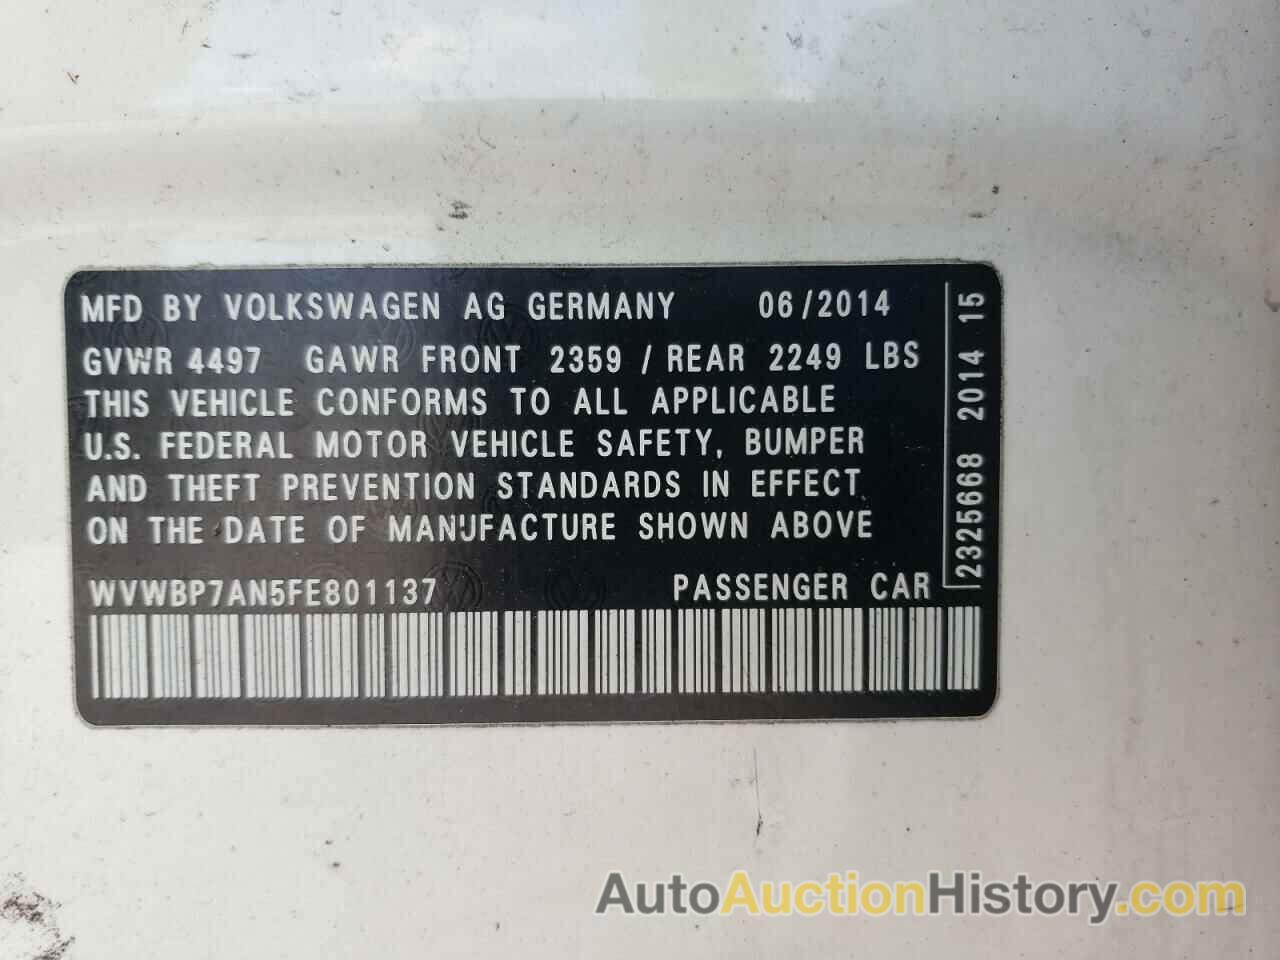 MFD BY VOLKSWAGEN AG GERMANY 06/2014
GVWR 4497 GAWR FRONT 2359 / REAR 2249 LBS
THIS VEHICLE CONFORMS TO ALL APPLICABLE
U.S. FEDERAL MOTOR VEHICLE SAFETY, BUMPER
AND THEFT PREVENTION STANDARDS IN EFFECT
ON THE DATE OF MANUFACTURE SHOWN ABOVE
WVWBP7AN5FE801137 PASSENGER CAR
2325668 2014 15
AutoAuctionHistory.com